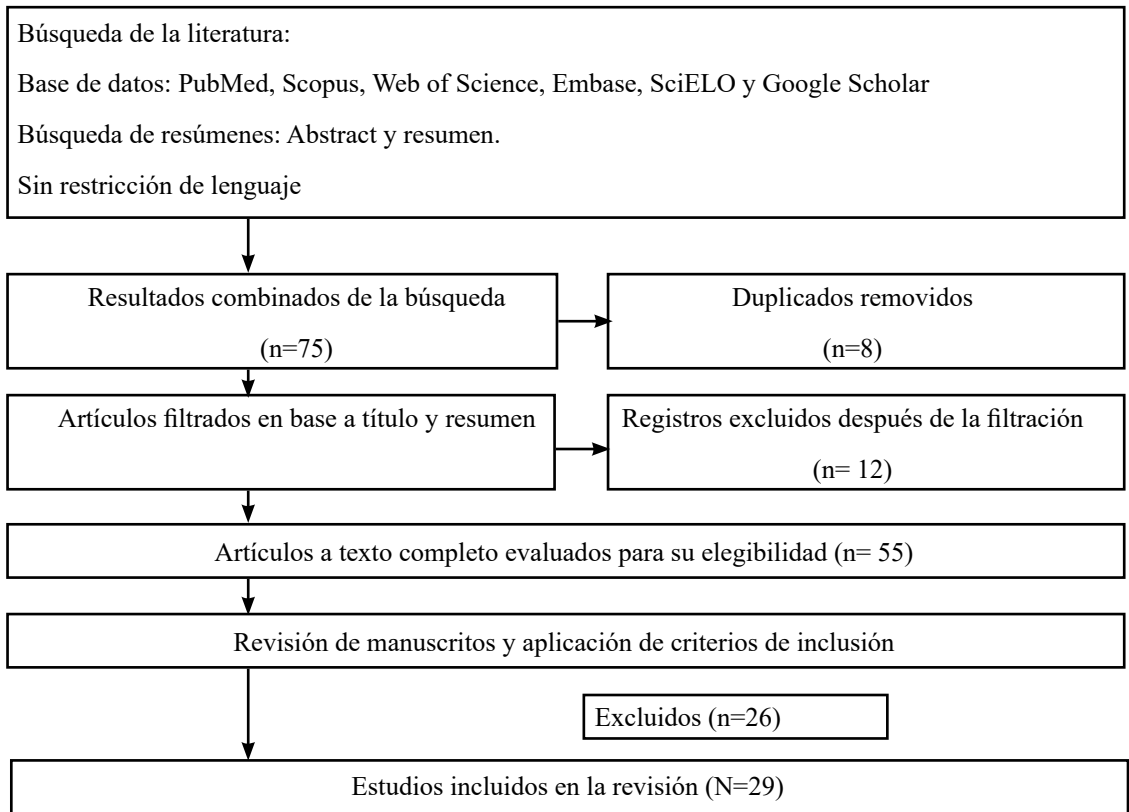 Búsqueda de la literatura:
Base de datos: PubMed, Scopus, Web of Science, Embase, SciELO y Google Scholar
Búsqueda de resúmenes: Abstract y resumen.
Sin restricción de lenguaje
Resultados combinados de la búsqueda
(n=75)
Duplicados removidos
(n=8)
Artículos filtrados en base a título y resumen
Registros excluidos después de la filtración
(n= 12)
Artículos a texto completo evaluados para su elegibilidad (n= 55)
Revisión de manuscritos y aplicación de criterios de inclusión
Excluidos (n=26)
Estudios incluidos en la revisión (N=29)